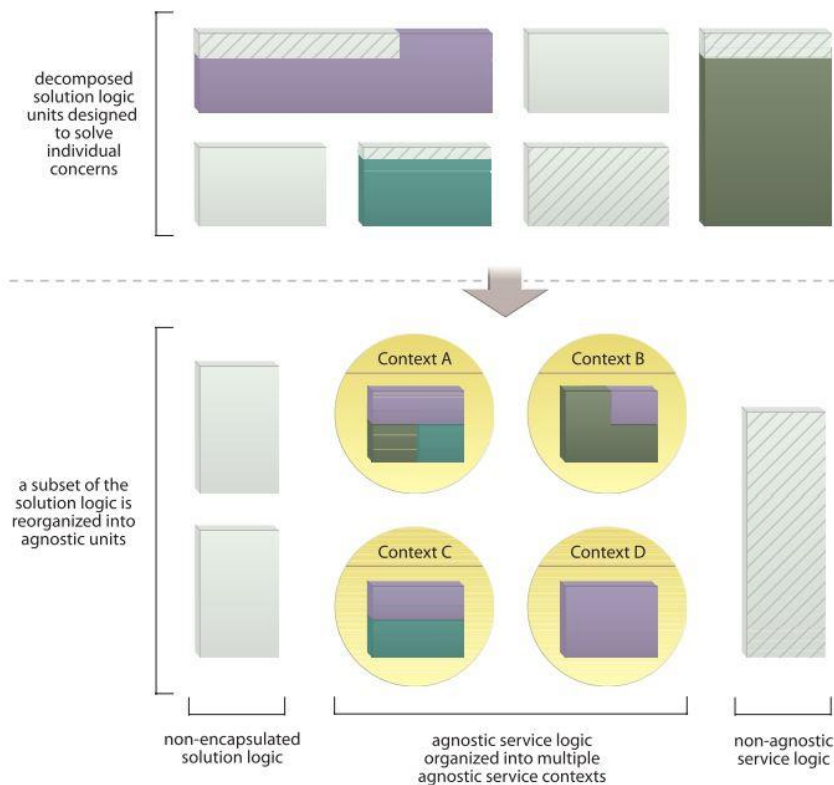 decomposed
solution logic
units designed
to solve
individual
concerns
Context A
Context B
a subset of the
solution logic is
reorganized into
agnostic units
Context C
Context D
non-encapsulated
solution logic
agnostic service logic
organized into multiple
agnostic service contexts
non-agnostic
service logic